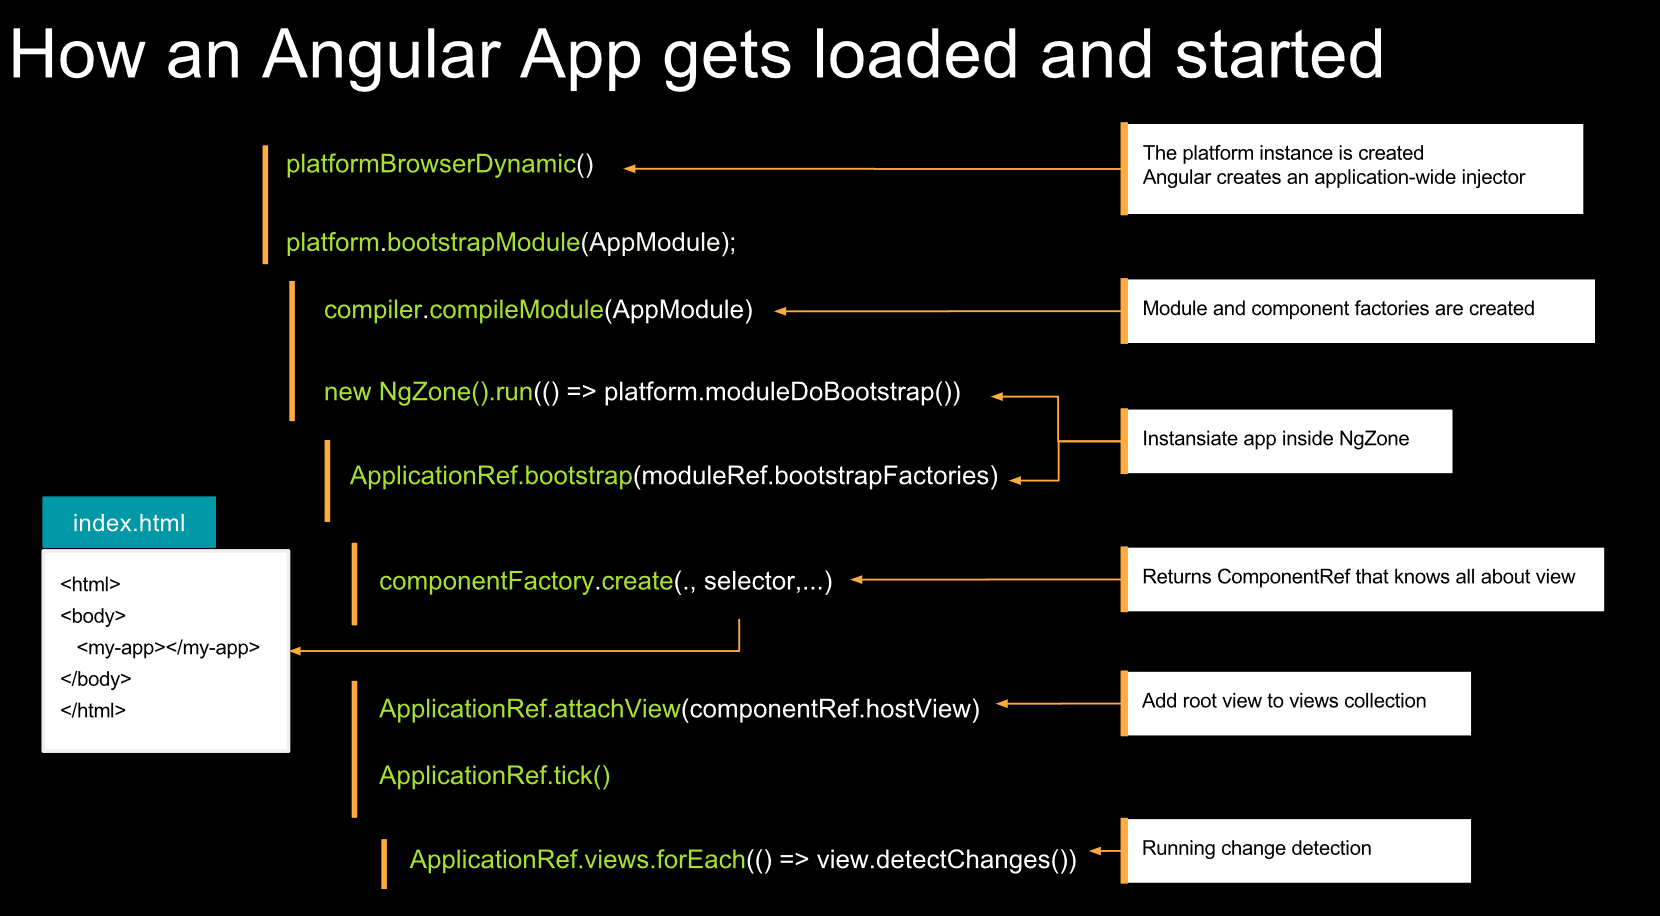 How an Angular App gets loaded and started
platformBrowserDynamic()
The platform instance is created
Angular creates an application-wide injector
platform.bootstrapModule(AppModule);
compiler.compileModule(AppModule)
Module and component factories are created
new NgZone().run(() => platform.moduleDoBootstrap())
Instansiate app inside NgZone
ApplicationRef.bootstrap(moduleRef.bootstrapFactories)
index.html
<html>
<body>
<my-app></my-app>
</body>
</html>
componentFactory.create(., selector,...)
Returns ComponentRef that knows all about view
ApplicationRef.attachView(componentRef.hostView)
Add root view to views collection
ApplicationRef.tick()
ApplicationRef.views.forEach(() => view.detectChanges())
Running change detection